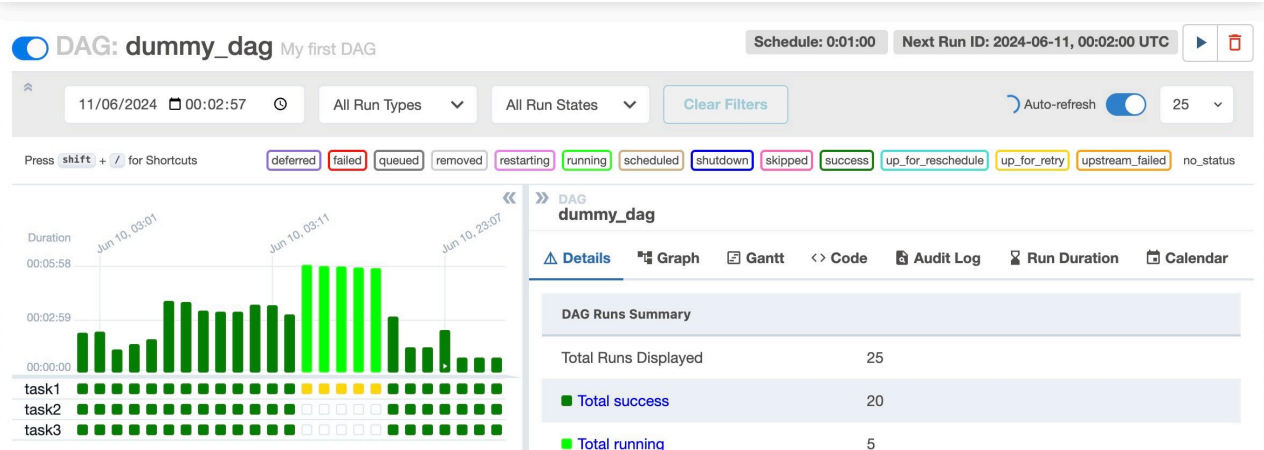 DAG: dummy_dag My first DAG
Schedule: 0:01:00 Next Run ID: 2024-06-11, 00:02:00 UTC
11/06/2024 00:02:57 All Run Types All Run States Clear Filters Auto-refresh 25
Press shift + / for Shortcuts
deferred failed queued removed restarting running scheduled shutdown skipped success up_for_reschedule up_for_retry upstream_failed no_status
Jun 10, 03:01 Jun 10, 03:11 Jun 10, 23:07
Duration
00:05:58
00:02:59
00:00:00
task1
task2
task3
DAG
dummy_dag
Details Graph Gantt <> Code Audit Log Run Duration Calendar
DAG Runs Summary
Total Runs Displayed 25
Total success 20
Total running 5